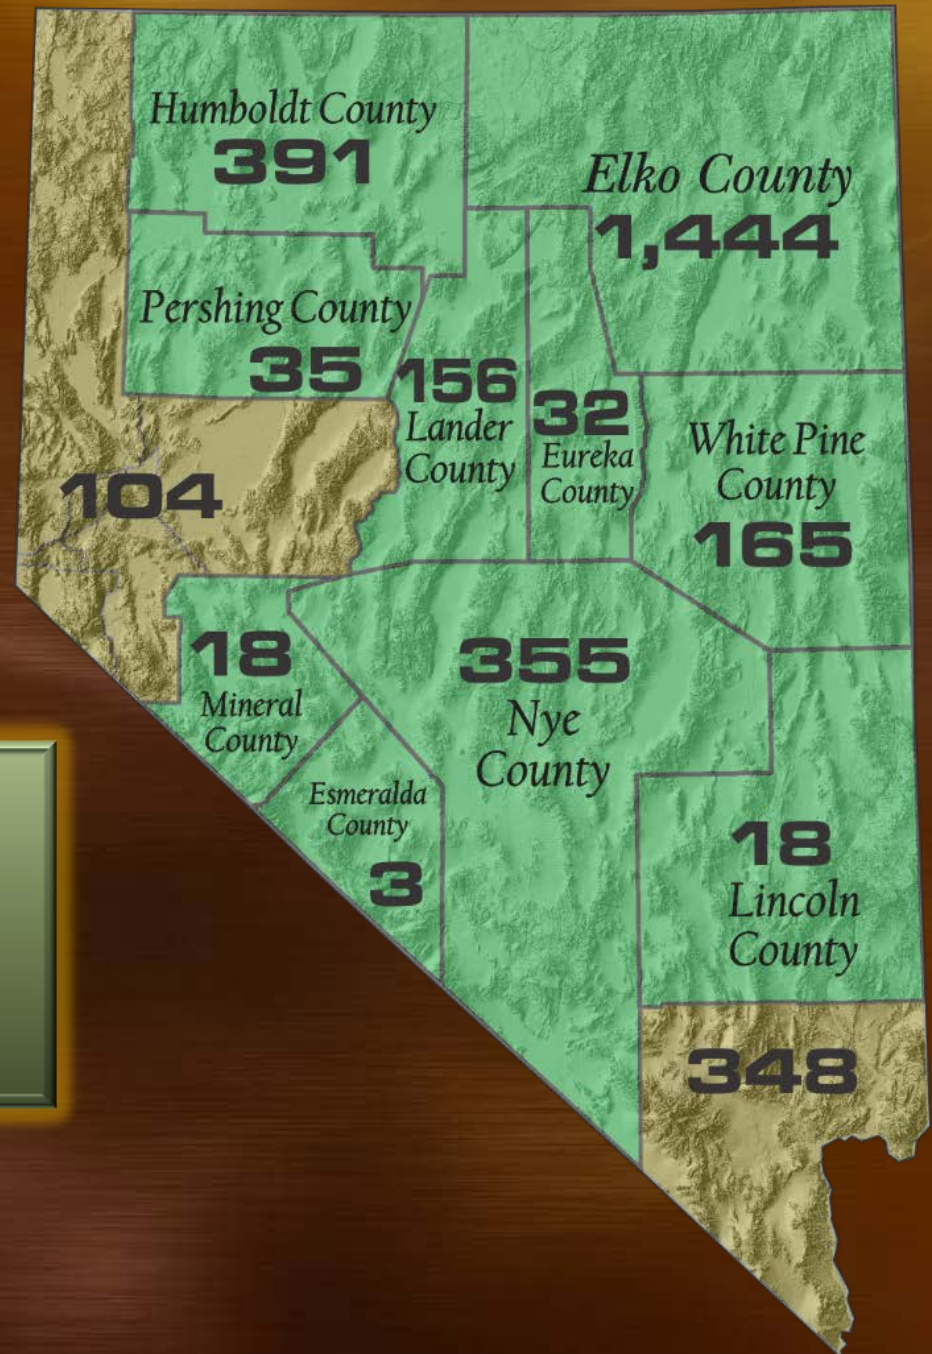 Humboldt County
391
Elko County
1,444
Pershing County
35
156
Lander
County
32
Eureka
County
White Pine
County
165
104
18
Mineral
County
355
Nye
County
Esmeralda
County
3
18
Lincoln
County
348